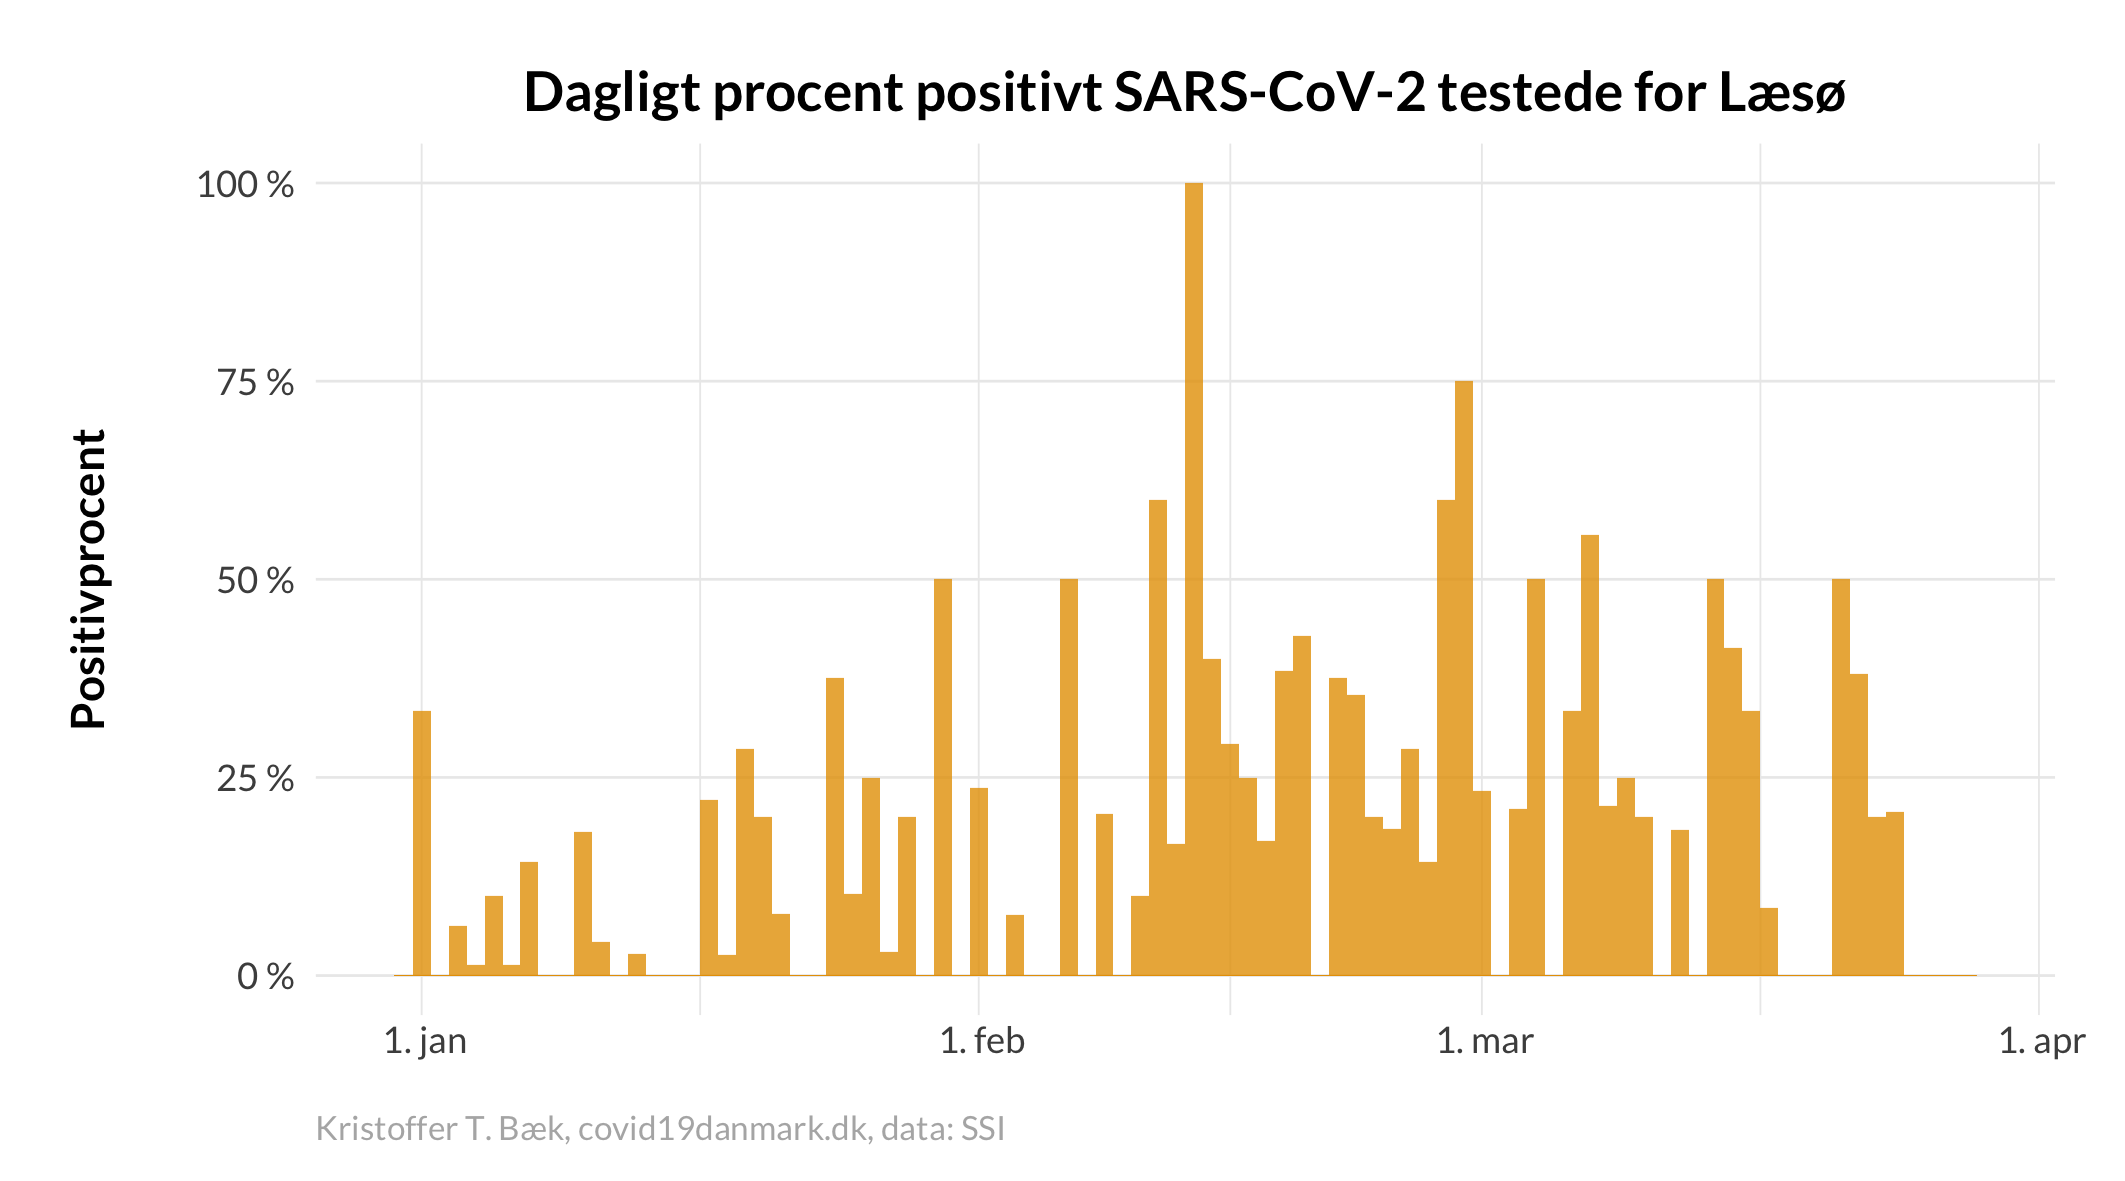 Dagligt procent positivt SARS-CoV-2 testede for Læsø
Positivprocent
100 %
75 %
50 %
25 %
0 %
1. jan
1. feb
1. mar
1. apr
Kristoffer T. Bæk, covid19danmark.dk, data: SSI